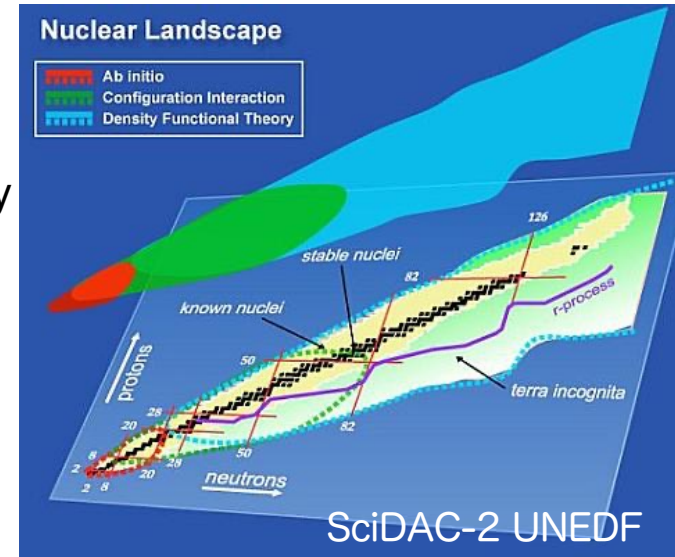 Nuclear Landscape
Ab initio
Configuration Interaction
Density Functional Theory
y
126
stable nuclei
82
known nuclei
r-process
50
protons
terra incognita
28
20
82
50
8
28
2
20
neutrons
2 8
SciDAC-2 UNEDF